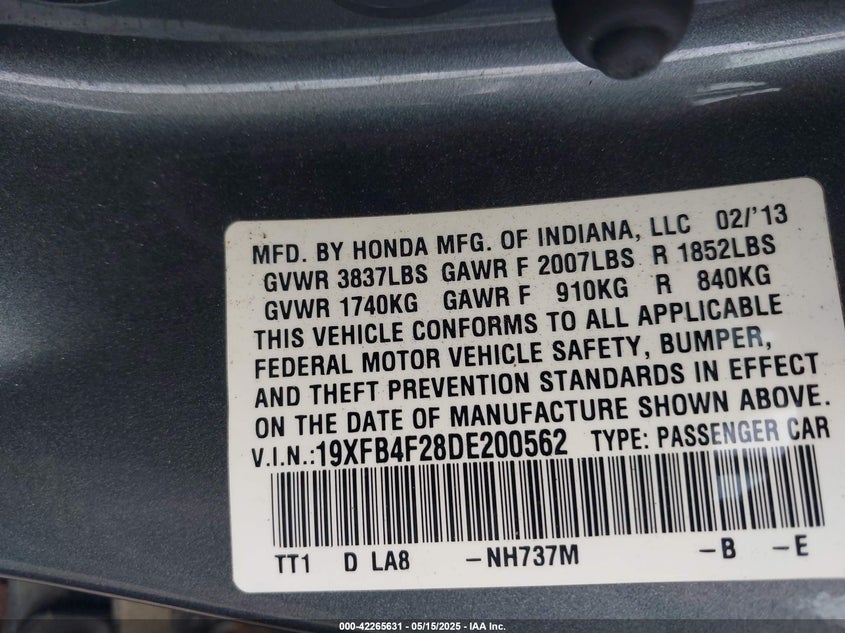 MFD. BY HONDA MFG. OF INDIANA, LLC 02/'13
GVWR 3837LBS GAWR F 2007LBS R 1852LBS
GVWR 1740KG GAWR F 910KG R 840KG
THIS VEHICLE CONFORMS TO ALL APPLICABLE
FEDERAL MOTOR VEHICLE SAFETY, BUMPER,
AND THEFT PREVENTION STANDARDS IN EFFECT
ON THE DATE OF MANUFACTURE SHOWN ABOVE.
V.I.N.:19XFB4F28DE200562 TYPE: PASSENGER CAR
TT1 D LA8 -NH737M -B -E
000-42265631 - 05/15/2025 - IAA Inc.